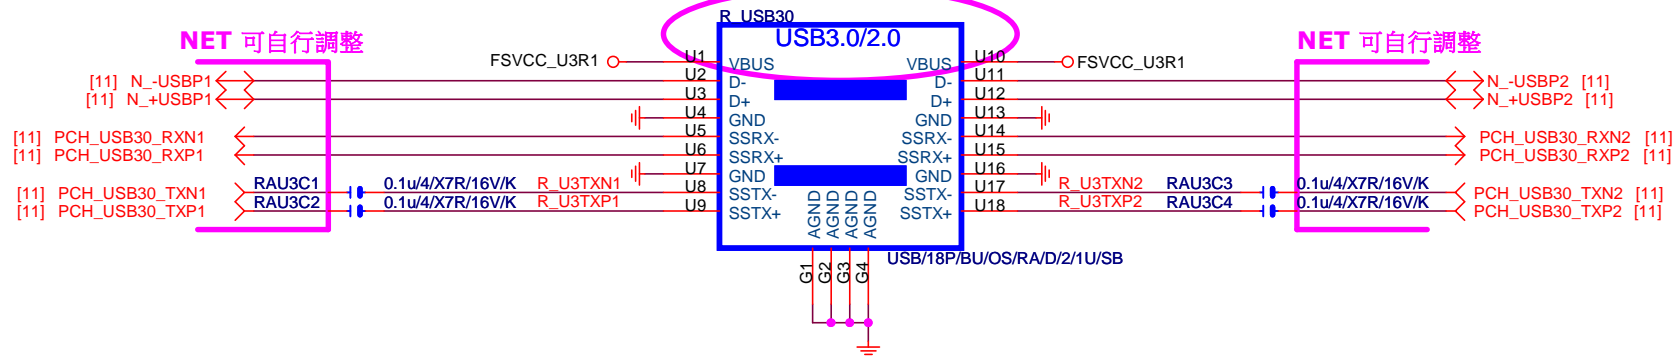 R_USB30
USB3.0/2.0
NET 可自行調整
NET 可自行調整
FSVCC_U3R1
U1
VBUS
VBUS
U10
FSVCC_U3R1
[11] N_-USBP1
U2
D-
D-
U11
N_-USBP2 [11]
[11] N_+USBP1
U3
D+
D+
U12
N_+USBP2 [11]
U4
GND
GND
U13
[11] PCH_USB30_RXN1
U5
SSRX-
SSRX-
U14
PCH_USB30_RXN2 [11]
[11] PCH_USB30_RXP1
U6
SSRX+
SSRX+
U15
PCH_USB30_RXP2 [11]
U7
GND
GND
U16
[11] PCH_USB30_TXN1
RAU3C1
0.1u/4/X7R/16V/K
R_U3TXN1
U8
SSTX-
SSTX-
U17
R_U3TXN2
RAU3C3
0.1u/4/X7R/16V/K
PCH_USB30_TXN2 [11]
[11] PCH_USB30_TXP1
RAU3C2
0.1u/4/X7R/16V/K
R_U3TXP1
U9
SSTX+
SSTX+
U18
R_U3TXP2
RAU3C4
0.1u/4/X7R/16V/K
PCH_USB30_TXP2 [11]
AGND
AGND
AGND
AGND
USB/18P/BU/OS/RA/D/2/1U/SB
G1
G2
G3
G4